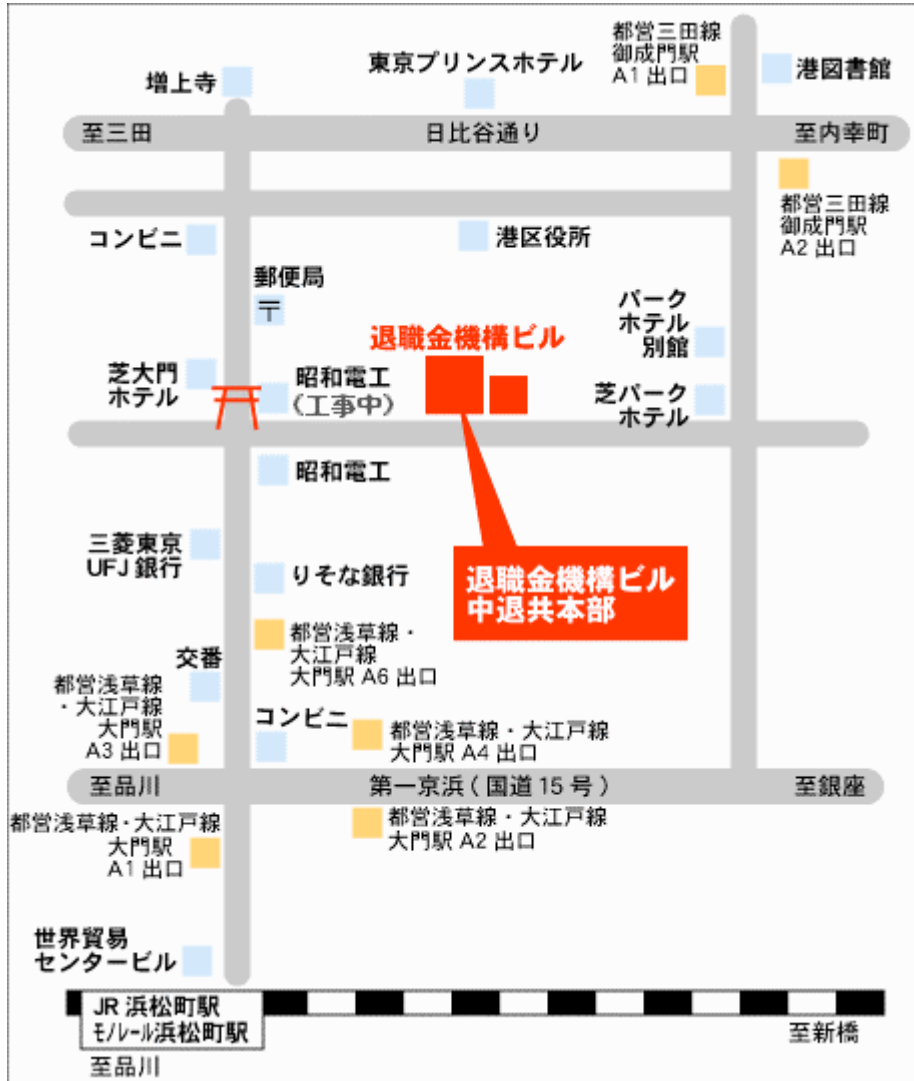 都営三田線
御成門駅
A1 出口
港図書館
東京プリンスホテル
増上寺
至三田
日比谷通り
至内幸町
都営三田線
御成門駅
A2 出口
コンビニ
港区役所
郵便局
〒
パーク
ホテル
別館
退職金機構ビル
芝大門
ホテル
昭和電工
(工事中)
芝パーク
ホテル
昭和電工
三菱東京
UFJ 銀行
りそな銀行
退職金機構ビル
中退共本部
都営浅草線・
大江戸線
大門駅 A6 出口
交番
都営浅草線
・大江戸線
大門駅
A3 出口
コンビニ
都営浅草線・大江戸線
大門駅 A4 出口
至品川
第一京浜(国道15号)
至銀座
都営浅草線・大江戸線
大門駅
A1 出口
都営浅草線・大江戸線
大門駅 A2 出口
世界貿易
センタービル
JR 浜松町駅
モノレール浜松町駅
至新橋
至品川